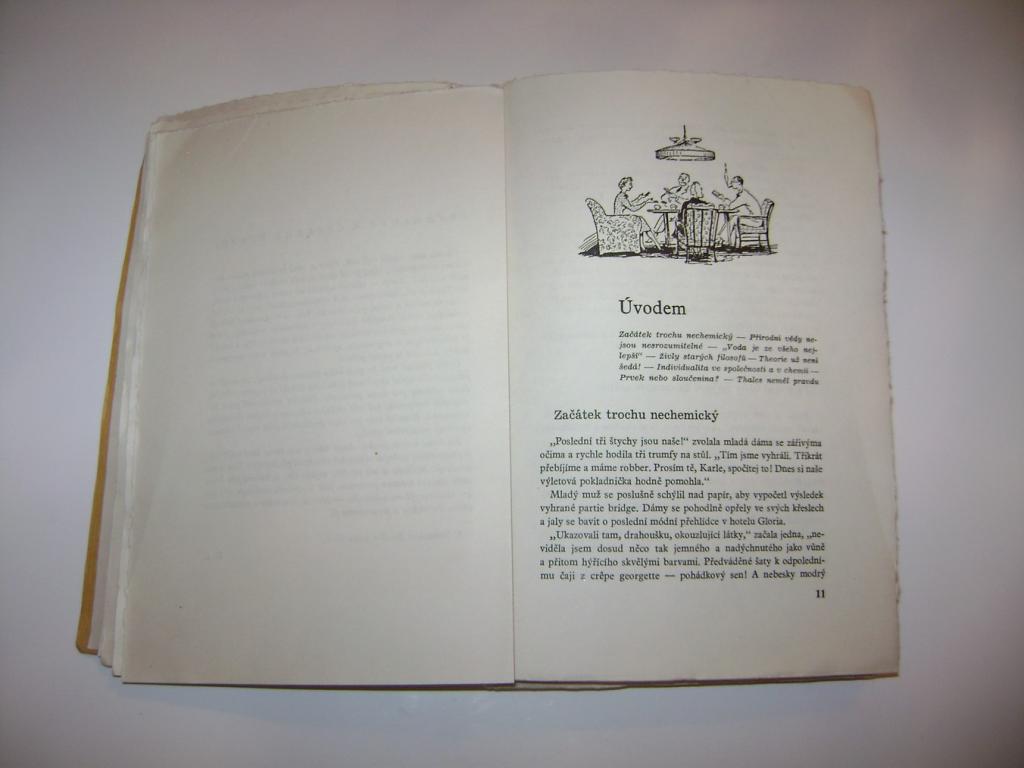 Úvodem
Začátek trochu nechemický — Přírodní vědy ne-
jsou nesrozumitelné — „Voda je ze všeho nej-
lepší“ — Živly starých filosofů — Theorie už není
šedá! — Individualita ve společnosti a v chemii —
Prvek nebo sloučenina? — Thales neměl pravdu
Začátek trochu nechemický
„Poslední tři štychy jsou naše!“ zvolala mladá dáma se zářivýma
očima a rychle hodila tři trumfy na stůl. „Tím jsme vyhráli. Třikrát
přebíjíme a máme robber. Prosím tě, Karle, spočítej to! Dnes si naše
výletová pokladnička hodně pomohla.“
Mladý muž se poslušně schýlil nad papír, aby vypočetl výsledek
vyhrané partie bridge. Dámy se pohodlně opřely ve svých křeslech
a jaly se bavit o poslední módní přehlídce v hotelu Gloria.
„Ukazovali tam, drahoušku, okouzlující látky,“ začala jedna, „ne-
viděla jsem dosud něco tak jemného a nadýchnutého jako vůně
a přitom hýřícího skvělými barvami. Předváděné šaty k odpolední-
mu čaji z crêpe georgette — pohádkový sen! A nebesky modrý
11